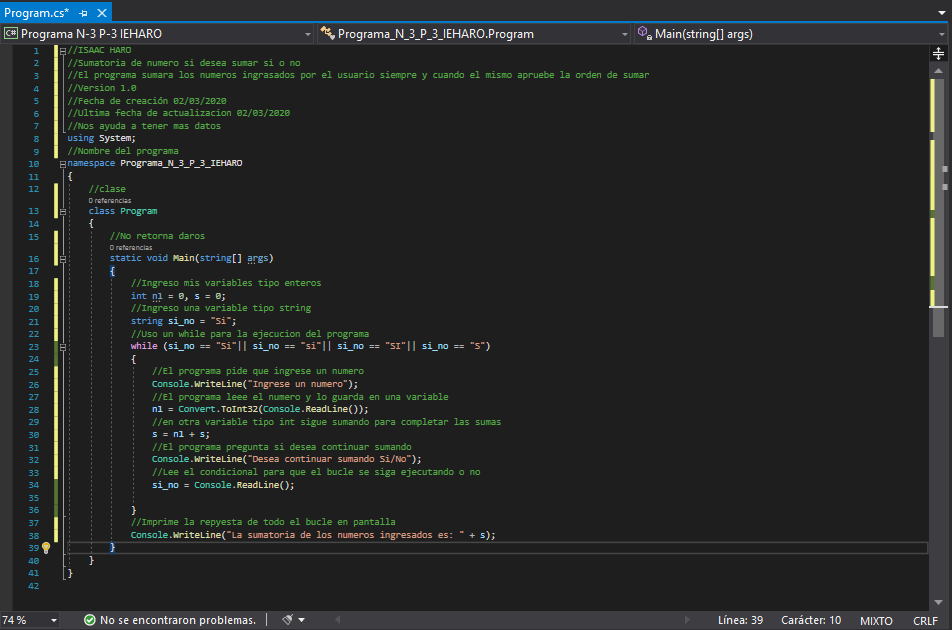 Program.cs*
C# Programa N-3 P-3 IEHARO
Programa_N_3_P_3_IEHARO.Program
Main(string[] args)
1 //ISAAC HARO
2 //Sumatoria de numero si desea sumar si o no
3 //El programa sumara los numeros ingrasados por el usuario siempre y cuando el mismo apruebe la orden de sumar
4 //Version 1.0
5 //Fecha de creación 02/03/2020
6 //Ultima fecha de actualizacion 02/03/2020
7 //Nos ayuda a tener mas datos
8 using System;
9 //Nombre del programa
10 namespace Programa_N_3_P_3_IEHARO
11 {
12 //clase
0 referencias
13 class Program
14 {
15 //No retorna daros
0 referencias
16 static void Main(string[] args)
17 {
18 //Ingreso mis variables tipo enteros
19 int n1 = 0, s = 0;
20 //Ingreso una variable tipo string
21 string si_no = "Si";
22 //Uso un while para la ejecucion del programa
23 while (si_no == "Si"|| si_no == "si"|| si_no == "SI"|| si_no == "S")
24 {
25 //El programa pide que ingrese un numero
26 Console.WriteLine("Ingrese un numero");
27 //El programa leee el numero y lo guarda en una variable
28 n1 = Convert.ToInt32(Console.ReadLine());
29 //en otra variable tipo int sigue sumando para completar las sumas
30 s = n1 + s;
31 //El programa pregunta si desea continuar sumando
32 Console.WriteLine("Desea continuar sumando Si/No");
33 //Lee el condicional para que el bucle se siga ejecutando o no
34 si_no = Console.ReadLine();
35
36 }
37 //Imprime la repyesta de todo el bucle en pantalla
38 Console.WriteLine("La sumatoria de los numeros ingresados es: " + s);
39 }
40 }
41 }
42
74 %
No se encontraron problemas.
Línea: 39
Carácter: 10
MIXTO
CRLF